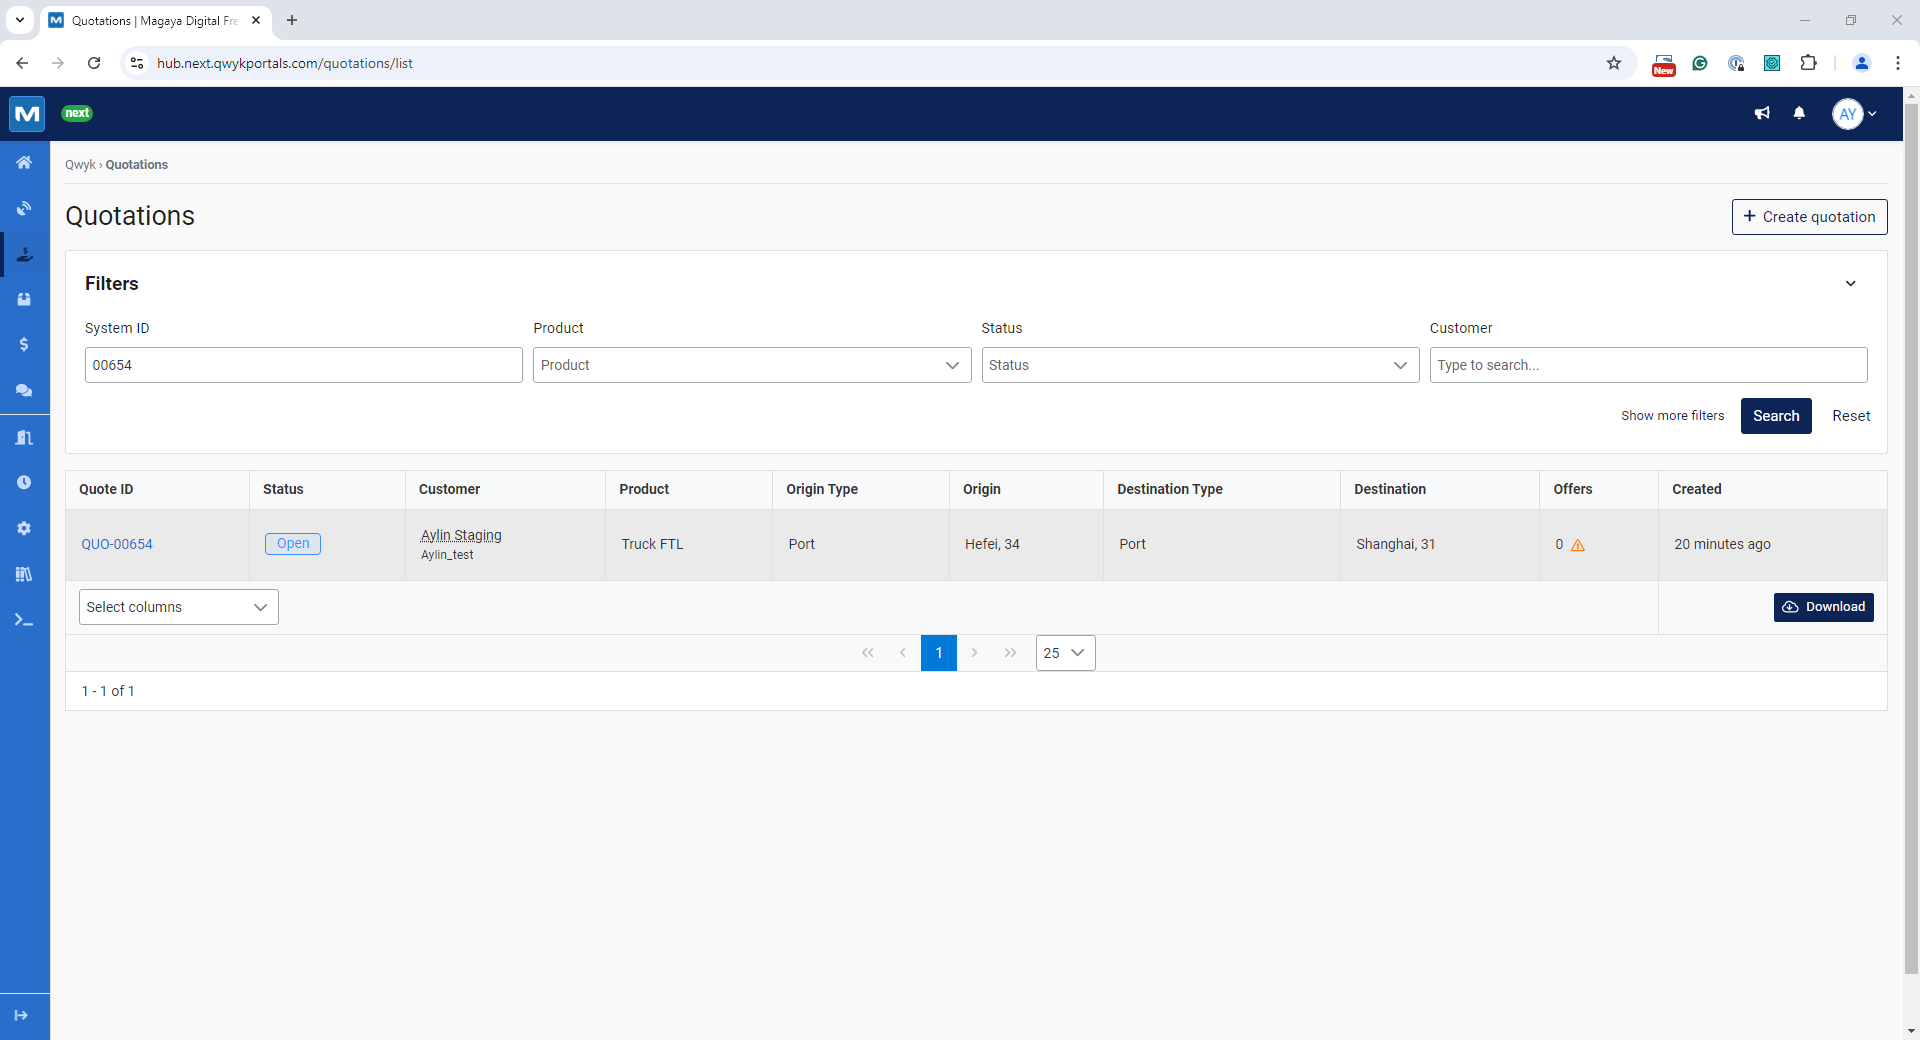 Quotations | Magaya Digital Fre
hub.next.qwykportals.com/quotations/list
New
next
AY
Qwyk › Quotations
Quotations
+ Create quotation
Filters
System ID
Product
Status
Customer
00654
Product
Status
Type to search...
Show more filters
Search
Reset
Quote ID Status Customer Product Origin Type Origin Destination Type Destination Offers Created
QUO-00654 Open Aylin Staging Truck FTL Port Hefei, 34 Port Shanghai, 31 0 20 minutes ago
Aylin_test
Select columns
Download
1
25
1 - 1 of 1